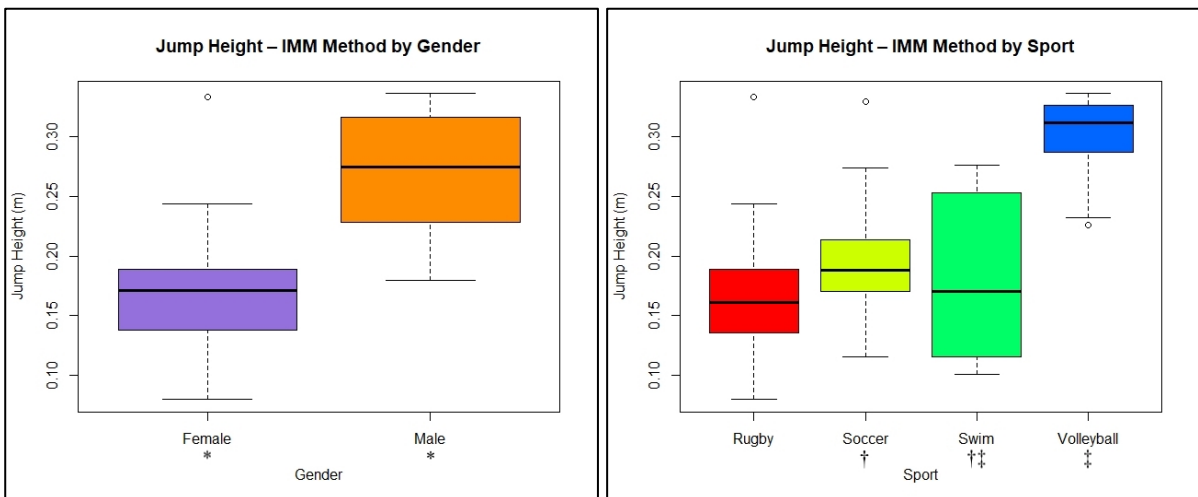 Jump Height – IMM Method by Gender
Jump Height (m)
0.30
0.25
0.20
0.15
0.10
Female Male
* *
Gender
Jump Height – IMM Method by Sport
Jump Height (m)
0.30
0.25
0.20
0.15
0.10
Rugby Soccer Swim Volleyball
† †‡ ‡
Sport